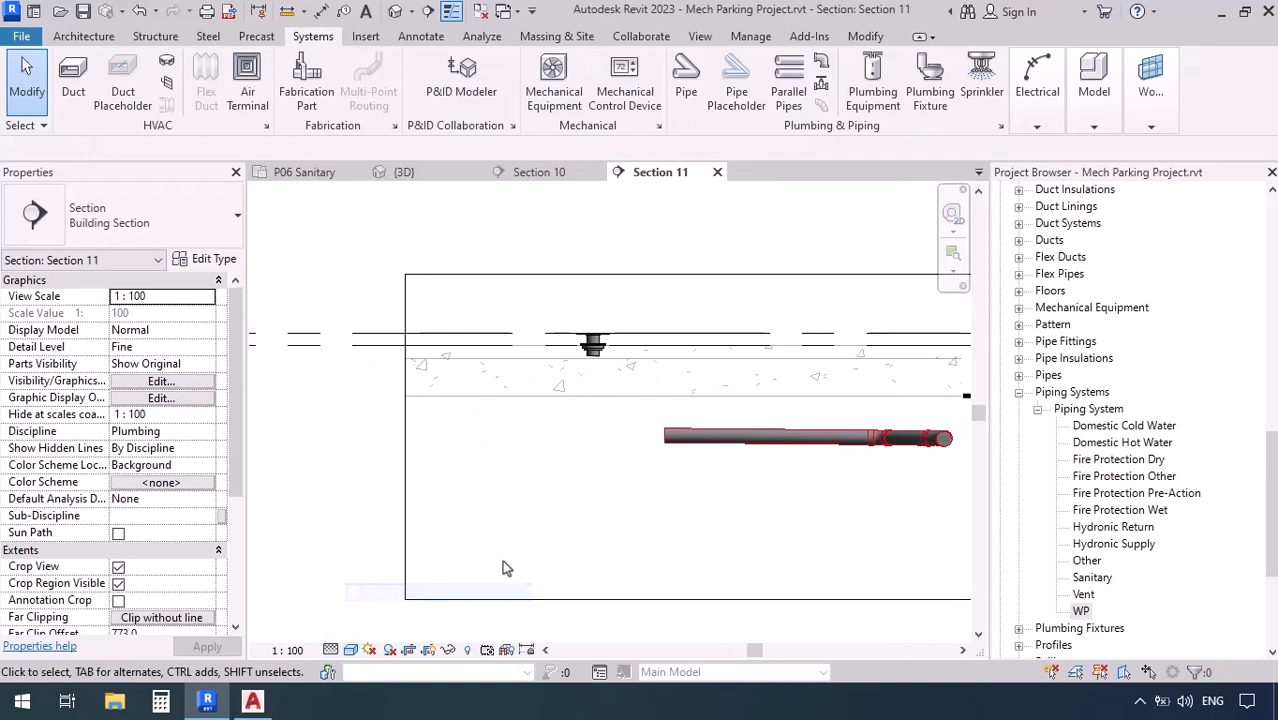 Autodesk Revit 2023 - Mech Parking Project.rvt - Section: Section 11
Sign In
File
Architecture
Structure
Steel
Precast
Systems
Insert
Annotate
Analyze
Massing & Site
Collaborate
View
Manage
Add-Ins
Modify
Modify
Duct
Duct Placeholder
Flex Duct
Air Terminal
Fabrication Part
Multi-Point Routing
P&ID Modeler
Mechanical Equipment
Mechanical Control Device
Pipe
Pipe Placeholder
Parallel Pipes
Plumbing Equipment
Plumbing Fixture
Sprinkler
Electrical
Model
Wo...
Select
HVAC
Fabrication
P&ID Collaboration
Mechanical
Plumbing & Piping
Properties
P06 Sanitary
{3D}
Section 10
Section 11
Project Browser - Mech Parking Project.rvt
Section
Building Section
Section: Section 11
Edit Type
Graphics
View Scale 1 : 100
Scale Value 1: 100
Display Model Normal
Detail Level Fine
Parts Visibility Show Original
Visibility/Graphics... Edit...
Graphic Display O... Edit...
Hide at scales coa... 1 : 100
Discipline Plumbing
Show Hidden Lines By Discipline
Color Scheme Loc... Background
Color Scheme <none>
Default Analysis D... None
Sub-Discipline
Sun Path
Extents
Crop View
Crop Region Visible
Annotation Crop
Far Clipping Clip without line
Far Clip Offset 773.0
Properties help
Apply
2D
Duct Insulations
Duct Linings
Duct Systems
Ducts
Flex Ducts
Flex Pipes
Floors
Mechanical Equipment
Pattern
Pipe Fittings
Pipe Insulations
Pipes
Piping Systems
Piping System
Domestic Cold Water
Domestic Hot Water
Fire Protection Dry
Fire Protection Other
Fire Protection Pre-Action
Fire Protection Wet
Hydronic Return
Hydronic Supply
Other
Sanitary
Vent
WP
Plumbing Fixtures
Profiles
1 : 100
Click to select, TAB for alternates, CTRL adds, SHIFT unselects.
:0
Main Model
:0
ENG